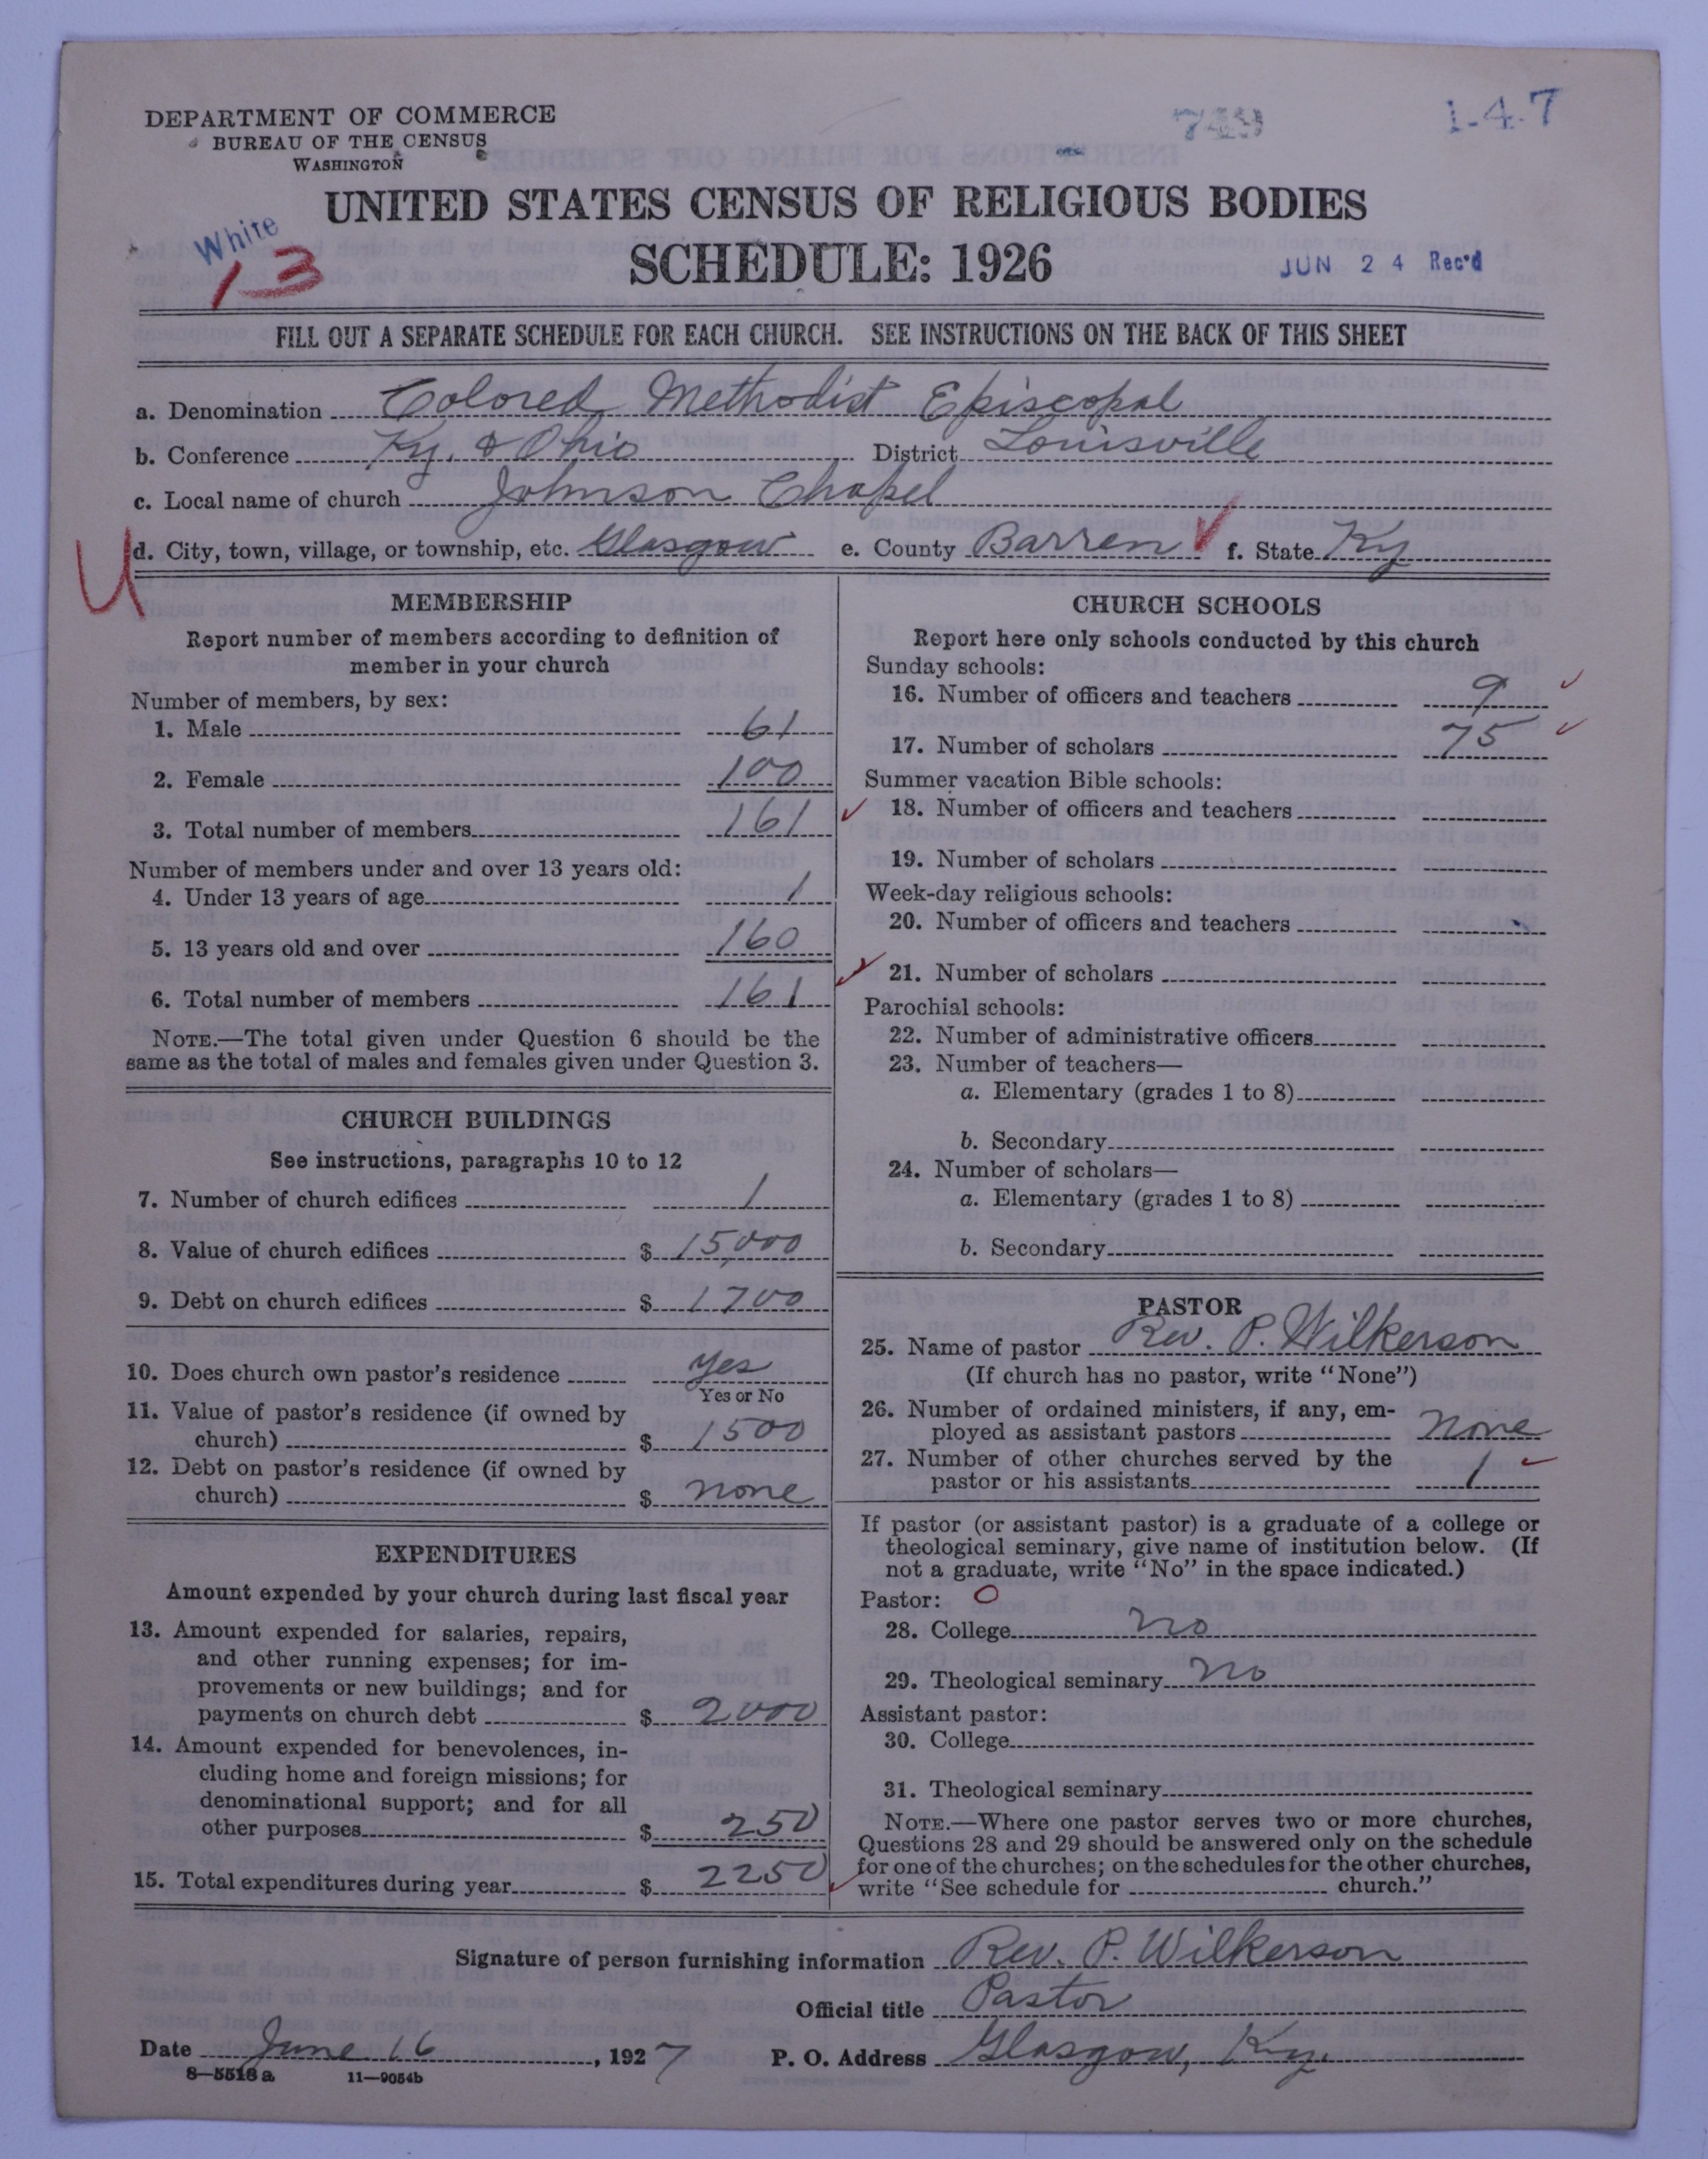 DEPARTMENT OF COMMERCE
BUREAU OF THE CENSUS
WASHINGTON
1-4-7
UNITED STATES CENSUS OF RELIGIOUS BODIES
SCHEDULE: 1926
White
13
JUN 24 Rec'd
FILL OUT A SEPARATE SCHEDULE FOR EACH CHURCH. SEE INSTRUCTIONS ON THE BACK OF THIS SHEET
a. Denomination Colored Methodist Episcopal
b. Conference Ky. & Ohio District Louisville
c. Local name of church Johnson Chapel
d. City, town, village, or township, etc. Glasgow e. County Barren f. State Ky
MEMBERSHIP
Report number of members according to definition of
member in your church
Number of members, by sex:
1. Male 61
2. Female 100
3. Total number of members 161
Number of members under and over 13 years old:
4. Under 13 years of age 1
5. 13 years old and over 160
6. Total number of members 161
NOTE.—The total given under Question 6 should be the
same as the total of males and females given under Question 3.
CHURCH BUILDINGS
See instructions, paragraphs 10 to 12
7. Number of church edifices 1
8. Value of church edifices $ 15,000
9. Debt on church edifices $ 1700
10. Does church own pastor's residence yes
Yes or No
11. Value of pastor's residence (if owned by
church) $ 1500
12. Debt on pastor's residence (if owned by
church) $ none
EXPENDITURES
Amount expended by your church during last fiscal year
13. Amount expended for salaries, repairs,
and other running expenses; for im-
provements or new buildings; and for
payments on church debt $ 2000
14. Amount expended for benevolences, in-
cluding home and foreign missions; for
denominational support; and for all
other purposes $ 250
15. Total expenditures during year $ 2250
CHURCH SCHOOLS
Report here only schools conducted by this church
Sunday schools:
16. Number of officers and teachers 9
17. Number of scholars 75
Summer vacation Bible schools:
18. Number of officers and teachers
19. Number of scholars
Week-day religious schools:
20. Number of officers and teachers
21. Number of scholars
Parochial schools:
22. Number of administrative officers
23. Number of teachers—
a. Elementary (grades 1 to 8)
b. Secondary
24. Number of scholars—
a. Elementary (grades 1 to 8)
b. Secondary
PASTOR
25. Name of pastor Rev. P. Wilkerson
(If church has no pastor, write "None")
26. Number of ordained ministers, if any, em-
ployed as assistant pastors none
27. Number of other churches served by the
pastor or his assistants 1
If pastor (or assistant pastor) is a graduate of a college or
theological seminary, give name of institution below. (If
not a graduate, write "No" in the space indicated.)
Pastor: O
28. College no
29. Theological seminary no
Assistant pastor:
30. College
31. Theological seminary
NOTE.—Where one pastor serves two or more churches,
Questions 28 and 29 should be answered only on the schedule
for one of the churches; on the schedules for the other churches,
write "See schedule for church."
Signature of person furnishing information Rev. P. Wilkerson
Official title Pastor
Date June 16, 1927 P. O. Address Glasgow, Ky.
8—5513 a 11—9054b